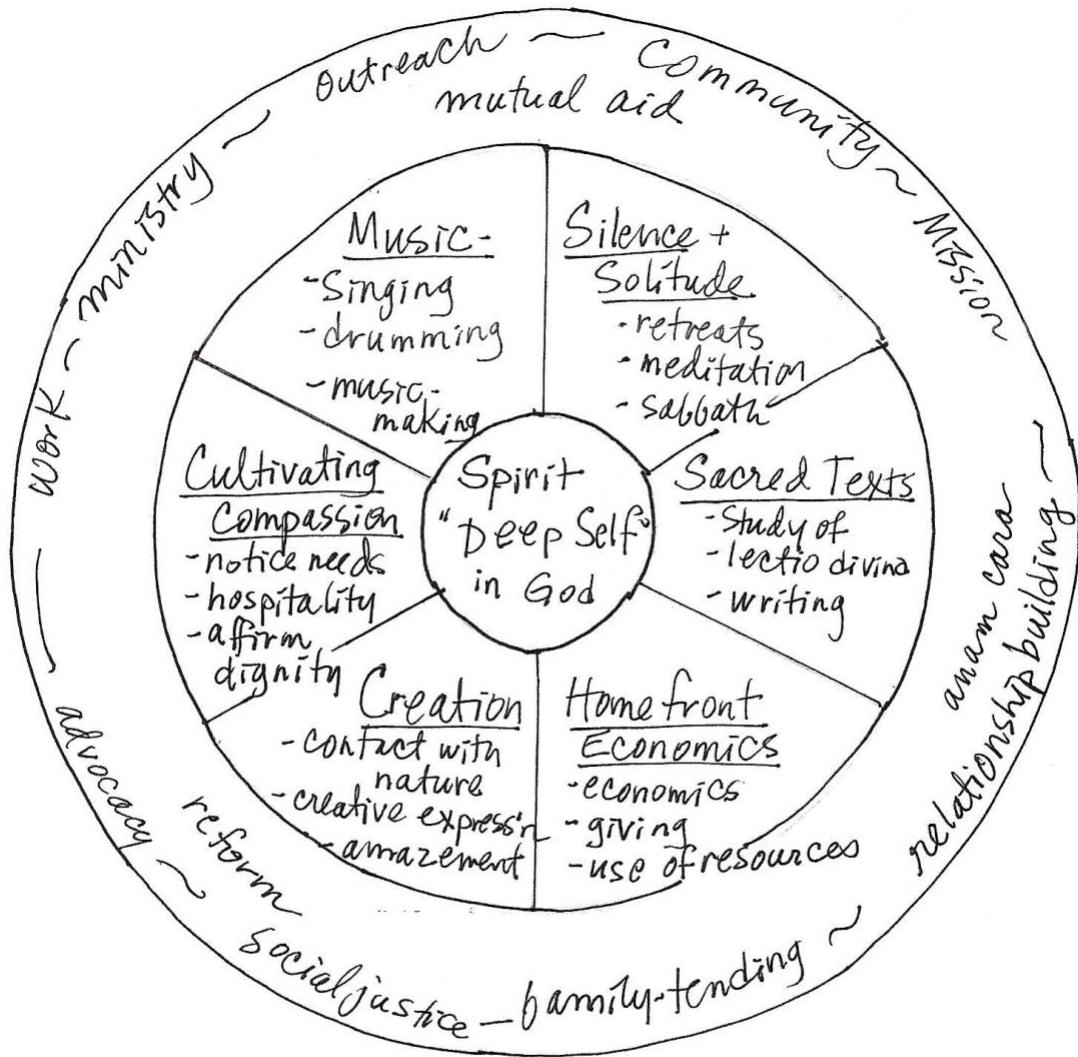 Outreach ~ Community ~ Mission
mutual aid
Work ~ ministry ~
Music -
- Singing
- drumming
- music-
making
Silence +
Solitude
· retreats
· meditation
· sabbath
Cultivating
Compassion
- notice needs
- hospitality
- affirm
dignity
Spirit
"Deep Self"
in God
Sacred Texts
- Study of
- lectio divina
- writing
Creation
- contact with
nature
- creative express'n
- amazement
Homefront
Economics
- economics
- giving
- use of resources
anam cara
relationship building ~
advocacy ~
reform
social justice — family-tending ~